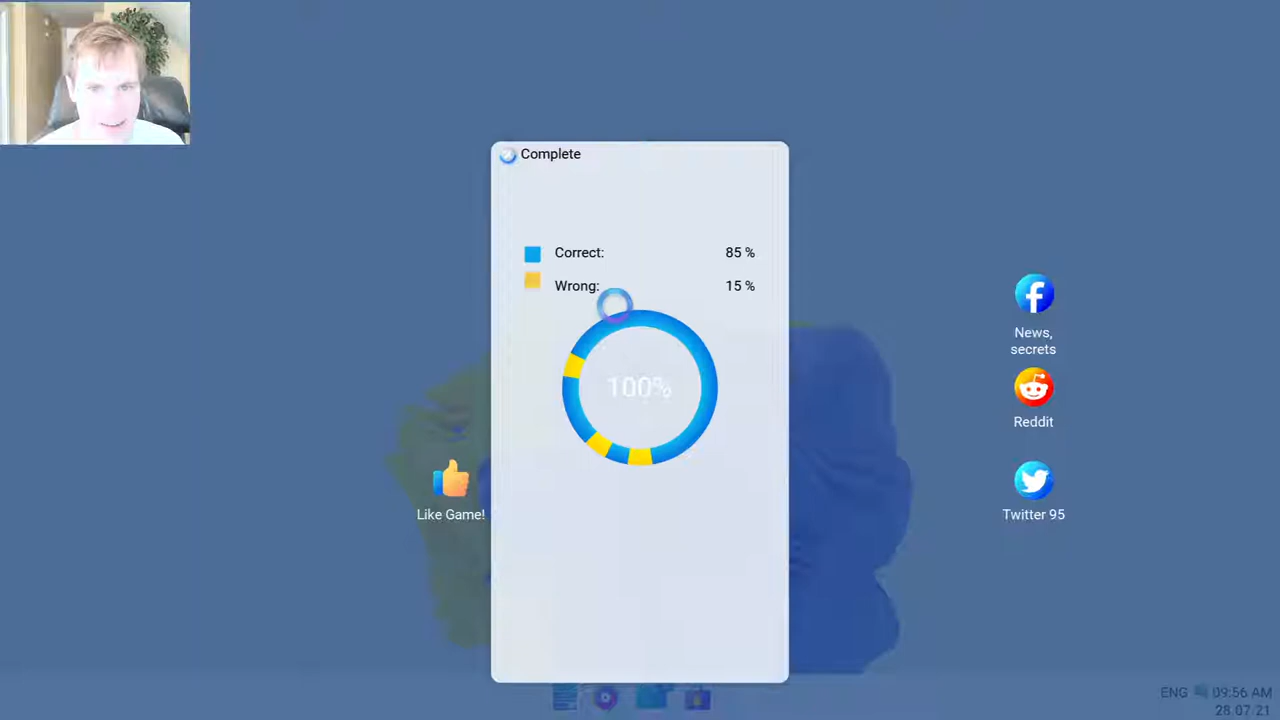 Complete
Correct: 85 %
Wrong: 15 %
100%
News,
secrets
Reddit
Like Game!
Twitter 95
ENG 09:56 AM
28.07.21